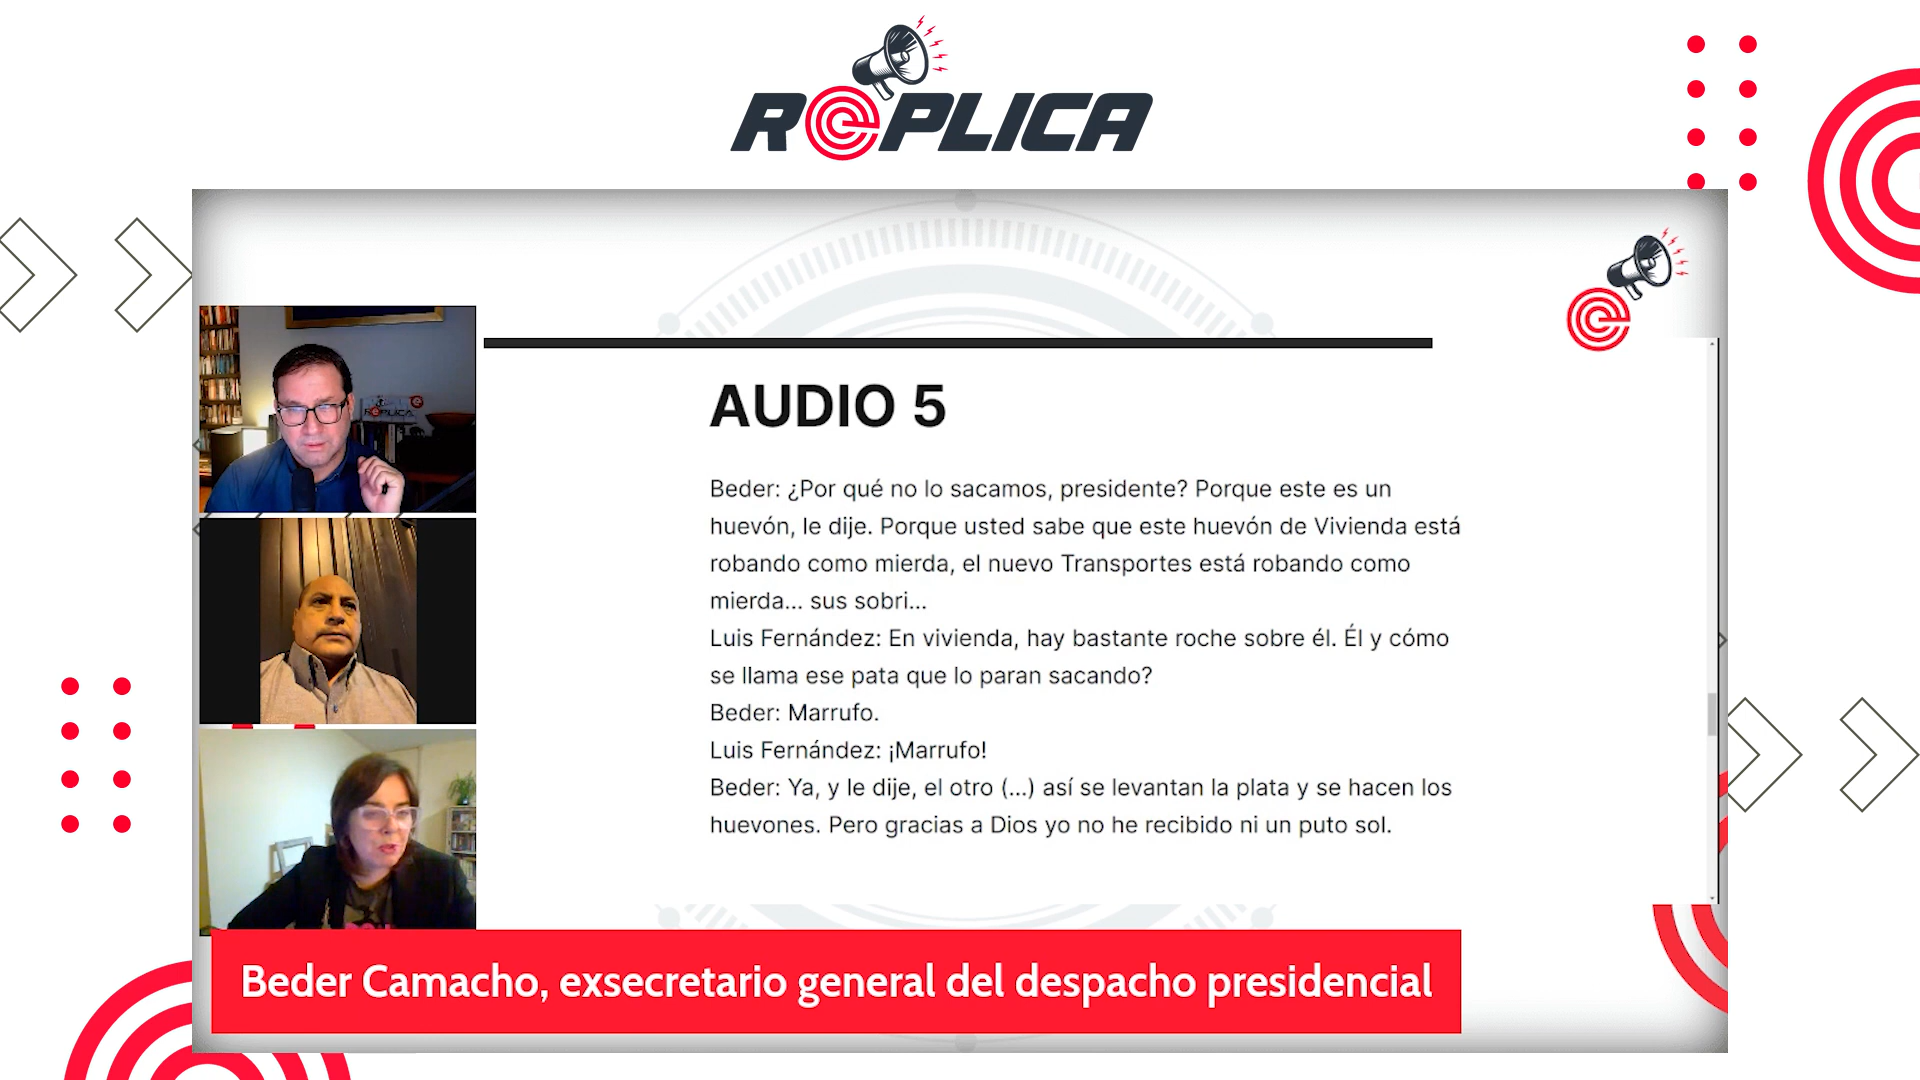 REPLICA
REPLICA
AUDIO 5
Beder: ¿Por qué no lo sacamos, presidente? Porque este es un
huevón, le dije. Porque usted sabe que este huevón de Vivienda está
robando como mierda, el nuevo Transportes está robando como
mierda... sus sobri...
Luis Fernández: En vivienda, hay bastante roche sobre él. Él y cómo
se llama ese pata que lo paran sacando?
Beder: Marrufo.
Luis Fernández: ¡Marrufo!
Beder: Ya, y le dije, el otro (...) así se levantan la plata y se hacen los
huevones. Pero gracias a Dios yo no he recibido ni un puto sol.
Beder Camacho, exsecretario general del despacho presidencial